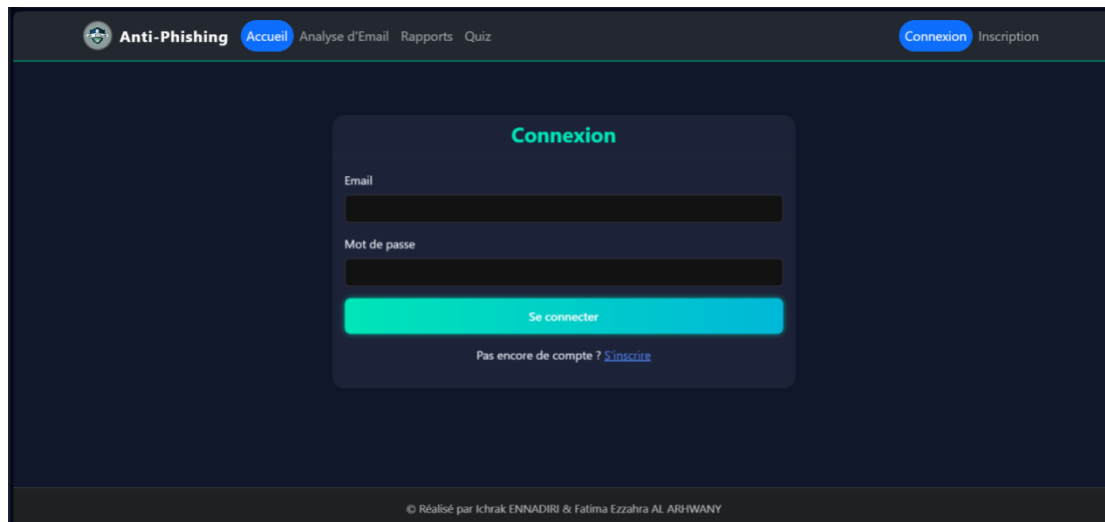 Anti-Phishing Accueil Analyse d'Email Rapports Quiz Connexion Inscription
Connexion
Email
Mot de passe
Se connecter
Pas encore de compte ? S'inscrire
© Réalisé par Ichrak ENNADIRI & Fatima Ezzahra AL ARHWANY